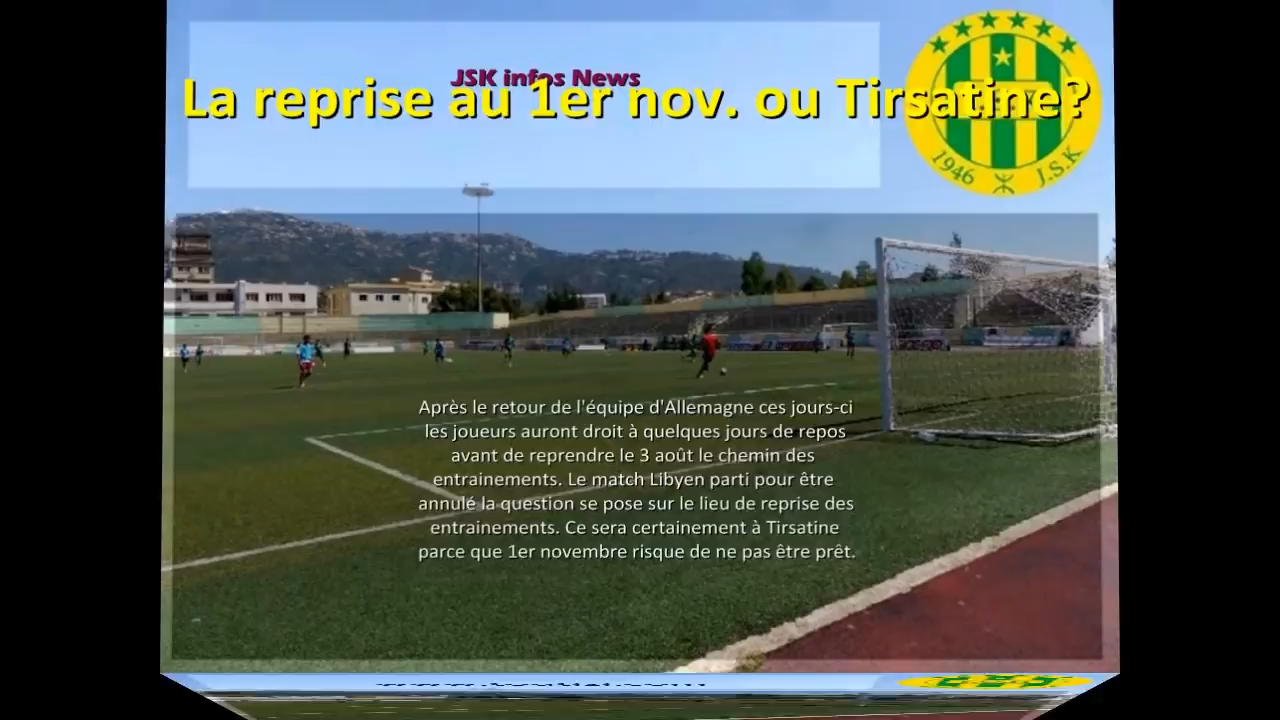 JSK infos News
La reprise au 1er nov. ou Tirsatine?
1946 J.S.K
Après le retour de l'équipe d'Allemagne ces jours-ci
les joueurs auront droit à quelques jours de repos
avant de reprendre le 3 août le chemin des
entrainements. Le match Libyen parti pour être
annulé la question se pose sur le lieu de reprise des
entrainements. Ce sera certainement à Tirsatine
parce que 1er novembre risque de ne pas être prêt.